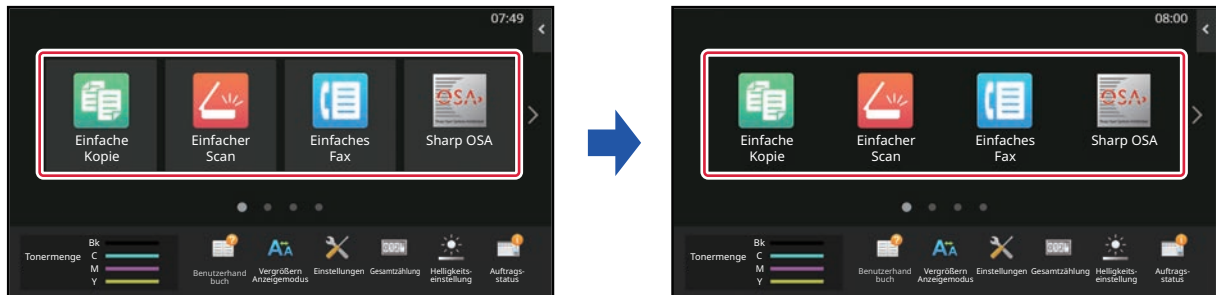 07:49
Einfache
Kopie
Einfacher
Scan
Einfaches
Fax
OSA
Sharp OSA
Tonermenge
Bk
C
M
Y
Benutzerhand
buch
Vergrößern
Anzeigemodus
Einstellungen
Gesamtzählung
Helligkeits-
einstellung
Auftrags-
status
08:00
Einfache
Kopie
Einfacher
Scan
Einfaches
Fax
OSA
Sharp OSA
Tonermenge
Bk
C
M
Y
Benutzerhand
buch
Vergrößern
Anzeigemodus
Einstellungen
Gesamtzählung
Helligkeits-
einstellung
Auftrags-
status